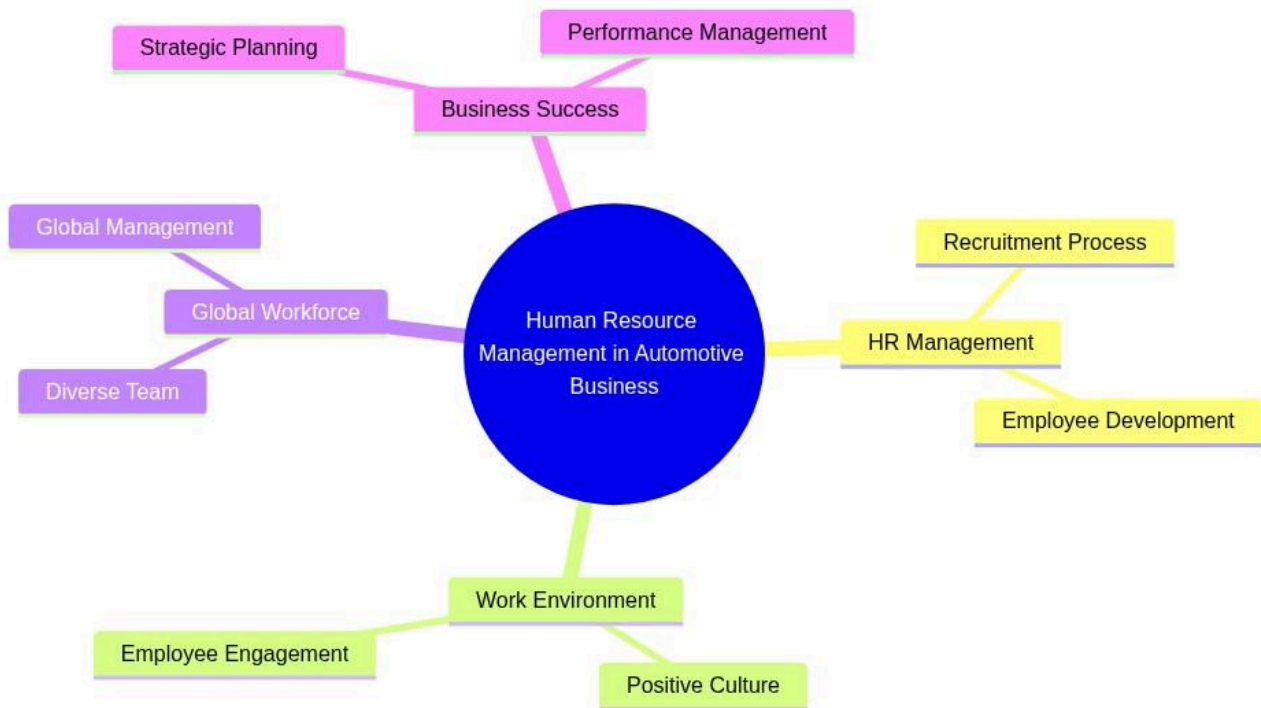 Strategic Planning
Performance Management
Business Success
Global Management
Global Workforce
Diverse Team
Human Resource
Management in Automotive
Business
Recruitment Process
HR Management
Employee Development
Work Environment
Employee Engagement
Positive Culture